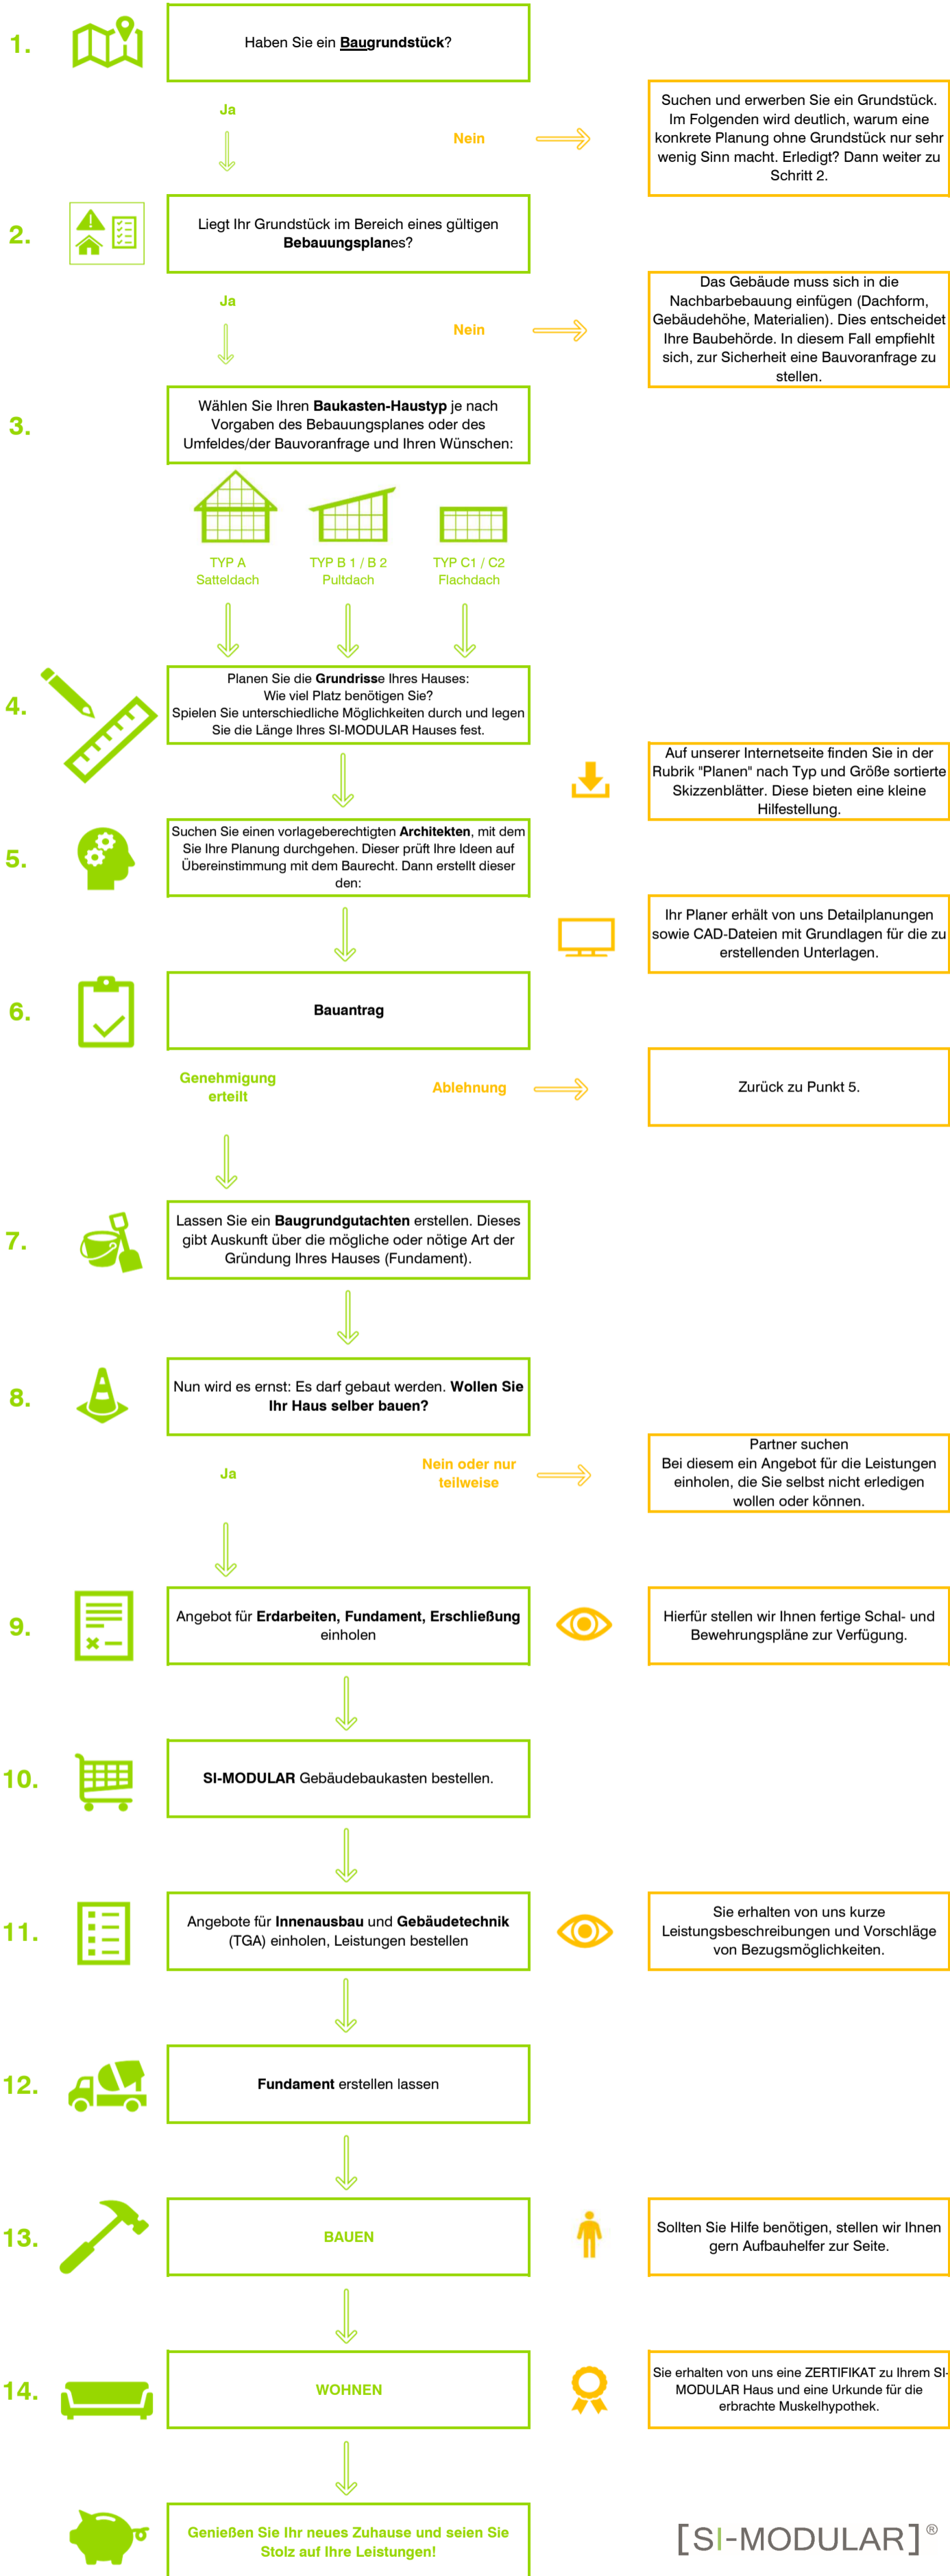 1.
Haben Sie ein Baugrundstück?
Ja
Nein
Suchen und erwerben Sie ein Grundstück.
Im Folgenden wird deutlich, warum eine
konkrete Planung ohne Grundstück nur sehr
wenig Sinn macht. Erledigt? Dann weiter zu
Schritt 2.
2.
Liegt Ihr Grundstück im Bereich eines gültigen
Bebauungsplanes?
Ja
Nein
Das Gebäude muss sich in die
Nachbarbebauung einfügen (Dachform,
Gebäudehöhe, Materialien). Dies entscheidet
Ihre Baubehörde. In diesem Fall empfiehlt
sich, zur Sicherheit eine Bauvoranfrage zu
stellen.
3.
Wählen Sie Ihren Baukasten-Haustyp je nach
Vorgaben des Bebauungsplanes oder des
Umfeldes/der Bauvoranfrage und Ihren Wünschen:
TYP A
Satteldach
TYP B 1 / B 2
Pultdach
TYP C1 / C2
Flachdach
4.
Planen Sie die Grundrisse Ihres Hauses:
Wie viel Platz benötigen Sie?
Spielen Sie unterschiedliche Möglichkeiten durch und legen
Sie die Länge Ihres SI-MODULAR Hauses fest.
Auf unserer Internetseite finden Sie in der
Rubrik "Planen" nach Typ und Größe sortierte
Skizzenblätter. Diese bieten eine kleine
Hilfestellung.
5.
Suchen Sie einen vorlageberechtigten Architekten, mit dem
Sie Ihre Planung durchgehen. Dieser prüft Ihre Ideen auf
Übereinstimmung mit dem Baurecht. Dann erstellt dieser
den:
Ihr Planer erhält von uns Detailplanungen
sowie CAD-Dateien mit Grundlagen für die zu
erstellenden Unterlagen.
6.
Bauantrag
Genehmigung
erteilt
Ablehnung
Zurück zu Punkt 5.
7.
Lassen Sie ein Baugrundgutachten erstellen. Dieses
gibt Auskunft über die mögliche oder nötige Art der
Gründung Ihres Hauses (Fundament).
8.
Nun wird es ernst: Es darf gebaut werden. Wollen Sie
Ihr Haus selber bauen?
Ja
Nein oder nur
teilweise
Partner suchen
Bei diesem ein Angebot für die Leistungen
einholen, die Sie selbst nicht erledigen
wollen oder können.
9.
Angebot für Erdarbeiten, Fundament, Erschließung
einholen
Hierfür stellen wir Ihnen fertige Schal- und
Bewehrungspläne zur Verfügung.
10.
SI-MODULAR Gebäudebaukasten bestellen.
11.
Angebote für Innenausbau und Gebäudetechnik
(TGA) einholen, Leistungen bestellen
Sie erhalten von uns kurze
Leistungsbeschreibungen und Vorschläge
von Bezugsmöglichkeiten.
12.
Fundament erstellen lassen
13.
BAUEN
Sollten Sie Hilfe benötigen, stellen wir Ihnen
gern Aufbauhelfer zur Seite.
14.
WOHNEN
Sie erhalten von uns eine ZERTIFIKAT zu Ihrem SI-
MODULAR Haus und eine Urkunde für die
erbrachte Muskelhypothek.
Genießen Sie Ihr neues Zuhause und seien Sie
Stolz auf Ihre Leistungen!
[SI-MODULAR]®